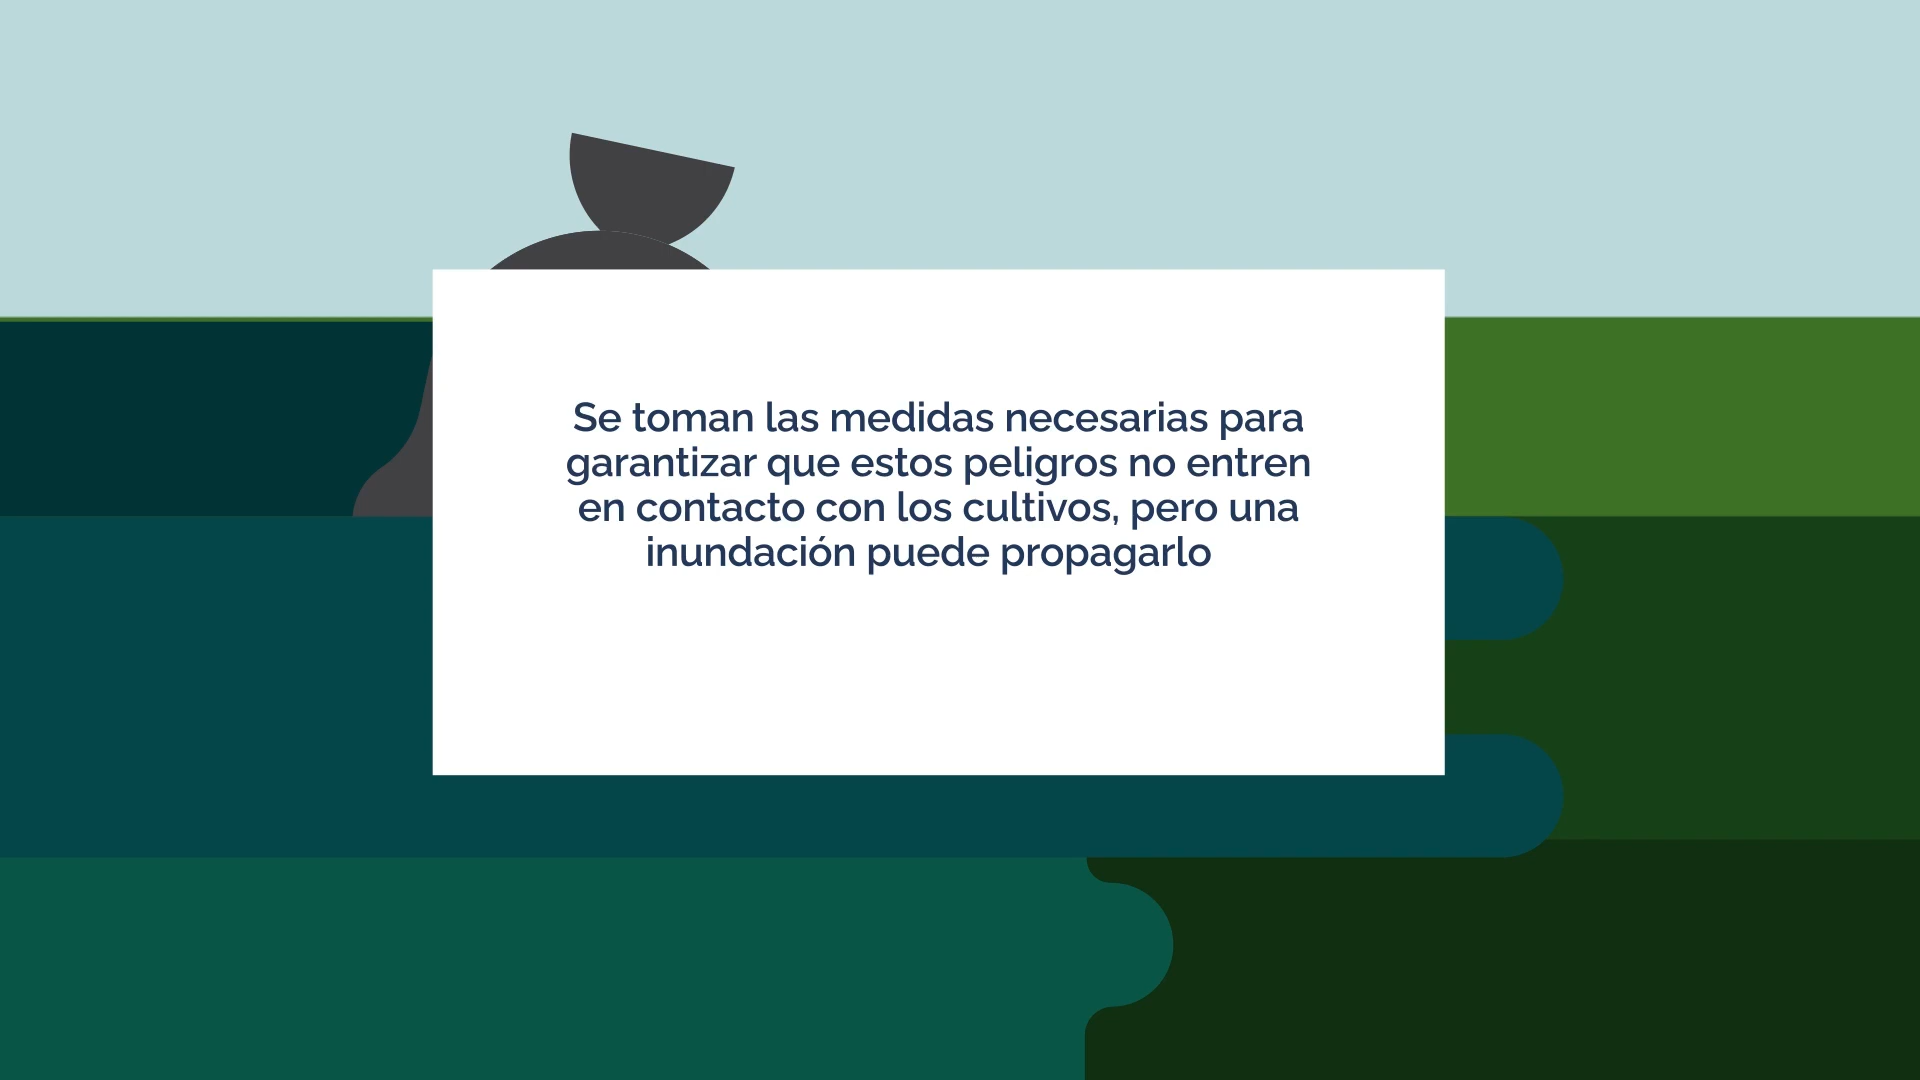 Se toman las medidas necesarias para
garantizar que estos peligros no entren
en contacto con los cultivos, pero una
inundación puede propagarlo